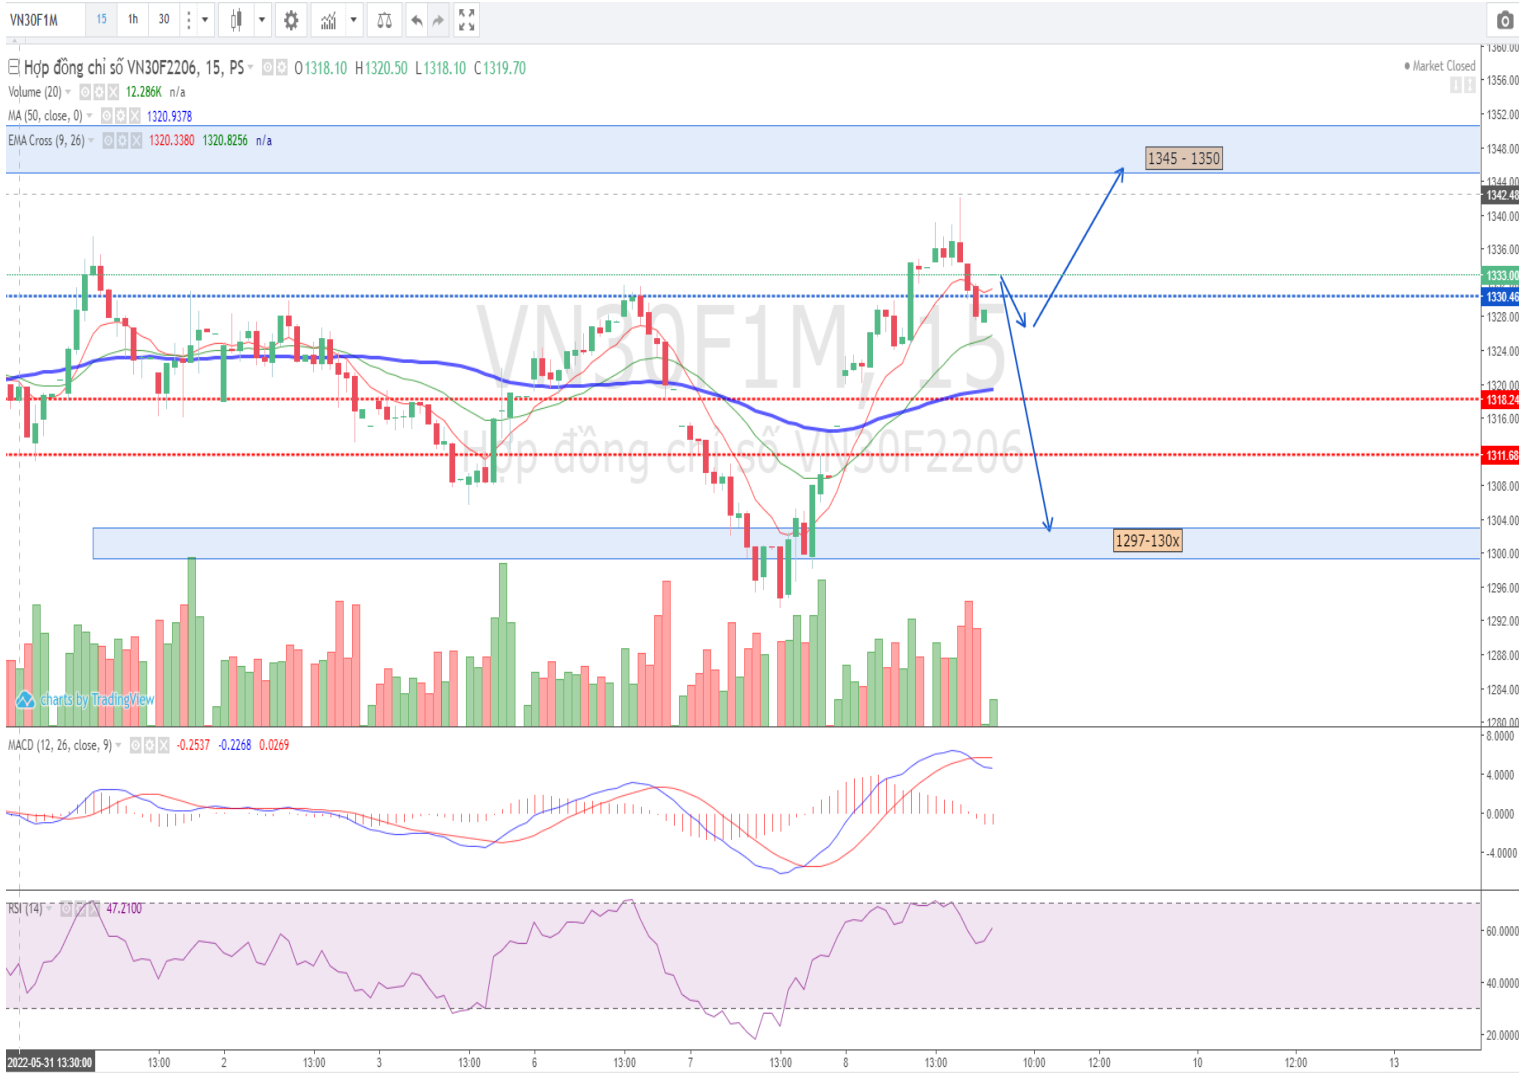 VN30F1M 15 1h 30
Hợp đồng chỉ số VN30F2206, 15, PS O1318.10 H1320.50 L1318.10 C1319.70
Market Closed
Volume (20) 12.286K n/a
MA (50, close, 0) 1320.9378
EMA Cross (9, 26) 1320.3380 1320.8256 n/a
1360.00
1356.00
1352.00
1348.00
1345 - 1350
1344.00
1342.48
1340.00
1336.00
1333.00
1330.46
1328.00
VN30F1M, 15
1324.00
1320.00
1318.24
1316.00
Hợp đồng chỉ số VN30F2206
1311.68
1308.00
1304.00
1297-130x
1300.00
1296.00
1292.00
1288.00
1284.00
charts by TradingView
1280.00
MACD (12, 26, close, 9) -0.2537 -0.2268 0.0269
8.0000
4.0000
0.0000
-4.0000
RSI (14) 47.2100
60.0000
40.0000
20.0000
2022-05-31 13:30:00 13:00 2 13:00 3 13:00 6 13:00 7 13:00 8 13:00 10:00 12:00 10 12:00 13